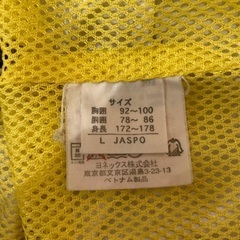 サイズ
胸囲 92～100
胴囲 78～ 86
身長 172～178
L JASPO
ヨネックス株式会社
東京都文京区湯島3-23-13
ベトナム製品